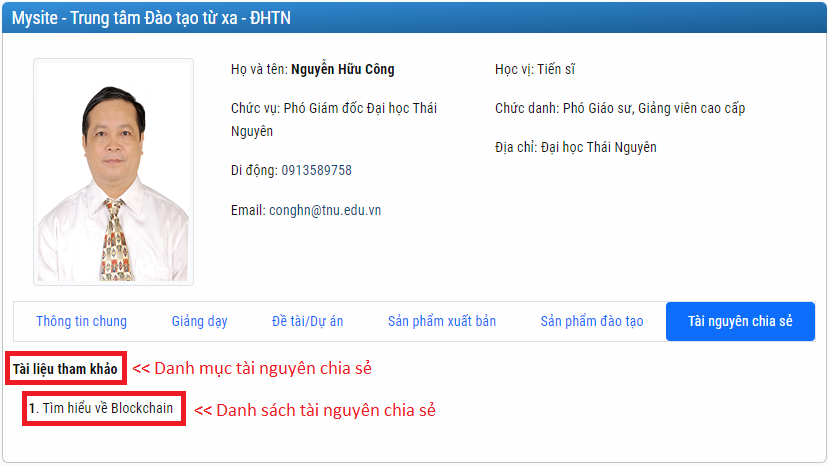 Mysite - Trung tâm Đào tạo từ xa - ĐHTN
Họ và tên: Nguyễn Hữu Công
Học vị: Tiến sĩ
Chức vụ: Phó Giám đốc Đại học Thái
Nguyên
Chức danh: Phó Giáo sư, Giảng viên cao cấp
Địa chỉ: Đại học Thái Nguyên
Di động: 0913589758
Email: conghn@tnu.edu.vn
Thông tin chung Giảng dạy Đề tài/Dự án Sản phẩm xuất bản Sản phẩm đào tạo Tài nguyên chia sẻ
Tài liệu tham khảo << Danh mục tài nguyên chia sẻ
1. Tìm hiểu về Blockchain << Danh sách tài nguyên chia sẻ